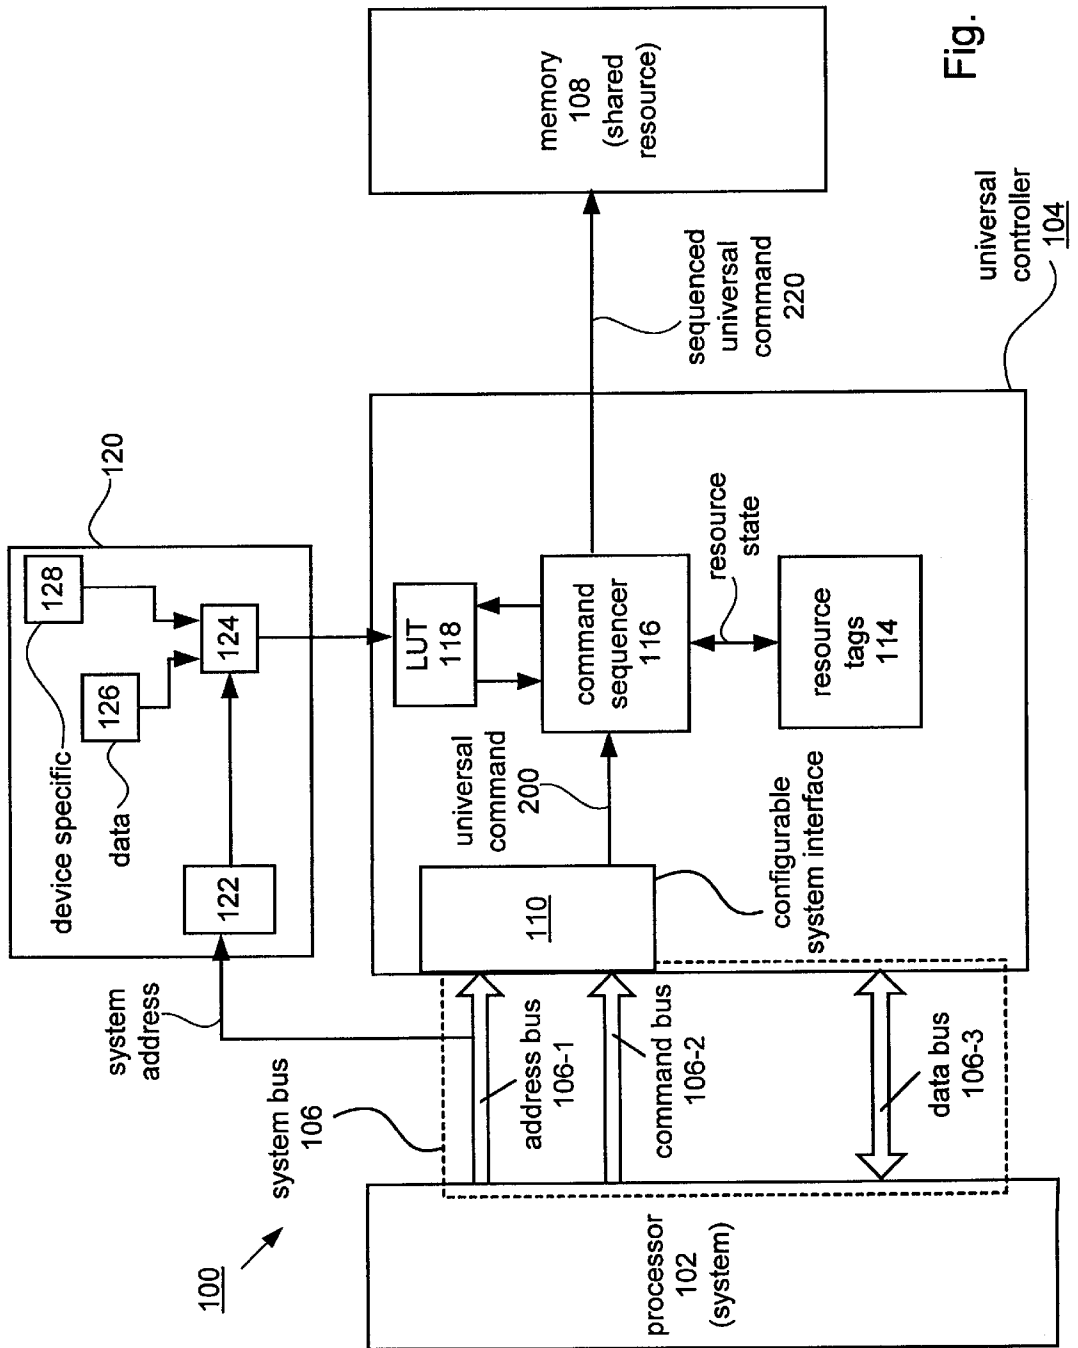 100
system bus
106
system
address
processor
102
(system)
address bus
106-1
command bus
106-2
data bus
106-3
120
122
124
126
128
data
device specific
110
configurable
system interface
universal
command
200
LUT
118
command
sequencer
116
resource
state
resource
tags
114
universal
controller
104
sequenced
universal
command
220
memory
108
(shared
resource)
Fig.